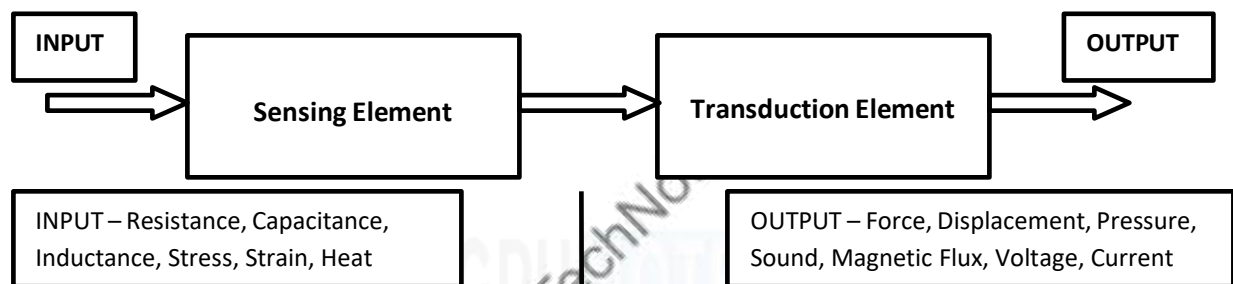 INPUT
OUTPUT
Sensing Element
Transduction Element
INPUT – Resistance, Capacitance,
Inductance, Stress, Strain, Heat
OUTPUT – Force, Displacement, Pressure,
Sound, Magnetic Flux, Voltage, Current